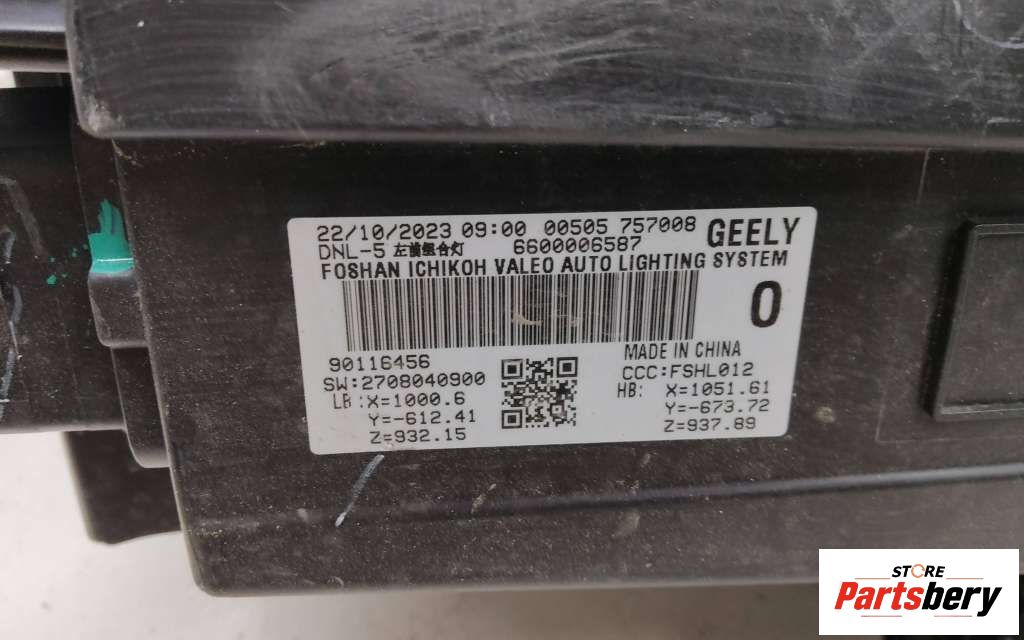 22/10/2023 09:00 00505 757008 GEELY
DNL-5 左前组合灯 6600006587
FOSHAN ICHIKOH VALEO AUTO LIGHTING SYSTEM
0
90116456 MADE IN CHINA
SW:2708040900 CCC:FSHL012
LB:X=1000.6 HB: X=1051.61
Y=-612.41 Y=-673.72
Z=932.15 Z=937.89
STORE
Partsbery